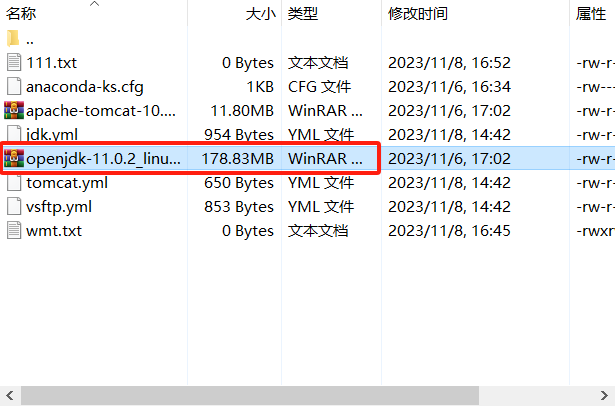 名称 大小 类型 修改时间 属性
..
111.txt 0 Bytes 文本文档 2023/11/8, 16:52 -rw-r-
anaconda-ks.cfg 1KB CFG 文件 2023/11/6, 16:34 -rw---
apache-tomcat-10.... 11.80MB WinRAR ... 2023/11/6, 17:02 -rw-r-
jdk.yml 954 Bytes YML 文件 2023/11/8, 14:42 -rw-r-
openjdk-11.0.2_linu... 178.83MB WinRAR ... 2023/11/6, 17:02 -rw-r-
tomcat.yml 650 Bytes YML 文件 2023/11/8, 14:42 -rw-r-
vsftp.yml 853 Bytes YML 文件 2023/11/8, 14:42 -rw-r-
wmt.txt 0 Bytes 文本文档 2023/11/8, 16:45 -rwxr